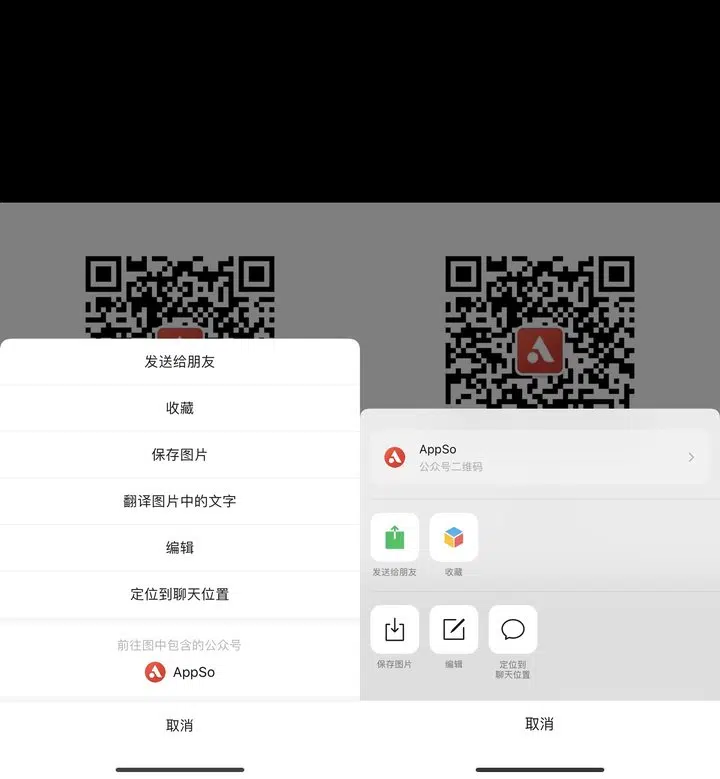 发送给朋友
收藏
保存图片
翻译图片中的文字
编辑
定位到聊天位置
前往图中包含的公众号
AppSo
取消
AppSo
公众号二维码
发送给朋友
收藏
保存图片
编辑
定位到
聊天位置
取消